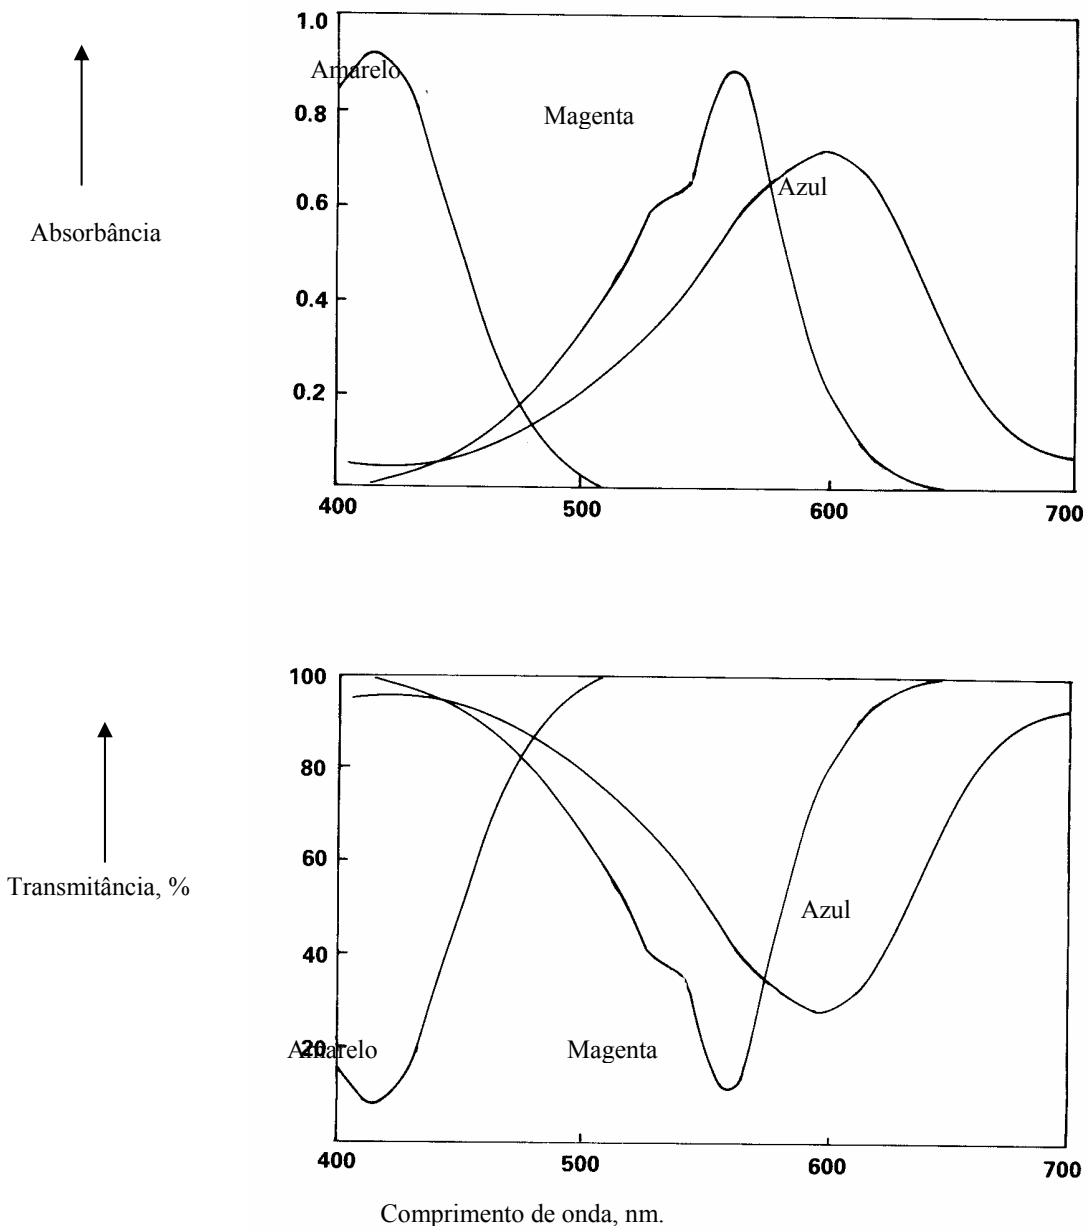 1.0
Amarelo
0.8
Magenta
0.6
Azul
Absorbância
0.4
0.2
400
500
600
700
100
80
60
Transmitância, %
Azul
40
20
Amarelo
Magenta
400
500
600
700
Comprimento de onda, nm.